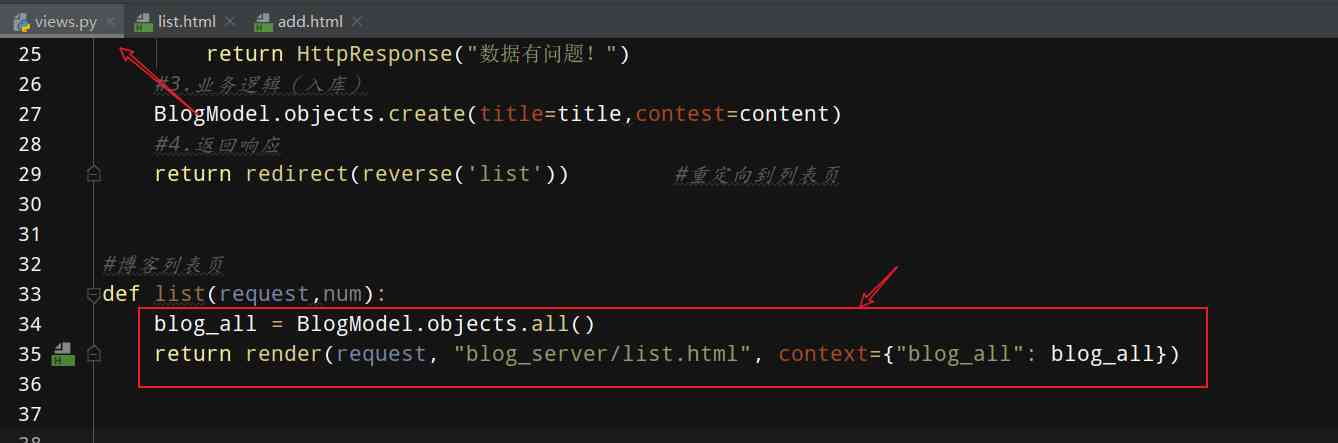 views.py list.html add.html
25 return HttpResponse("数据有问题！")
26 #3.业务逻辑（入库）
27 BlogModel.objects.create(title=title,contest=content)
28 #4.返回响应
29 return redirect(reverse('list')) #重定向到列表页
30
31
32 #博客列表页
33 def list(request,num):
34 blog_all = BlogModel.objects.all()
35 return render(request, "blog_server/list.html", context={"blog_all": blog_all})
36
37
38